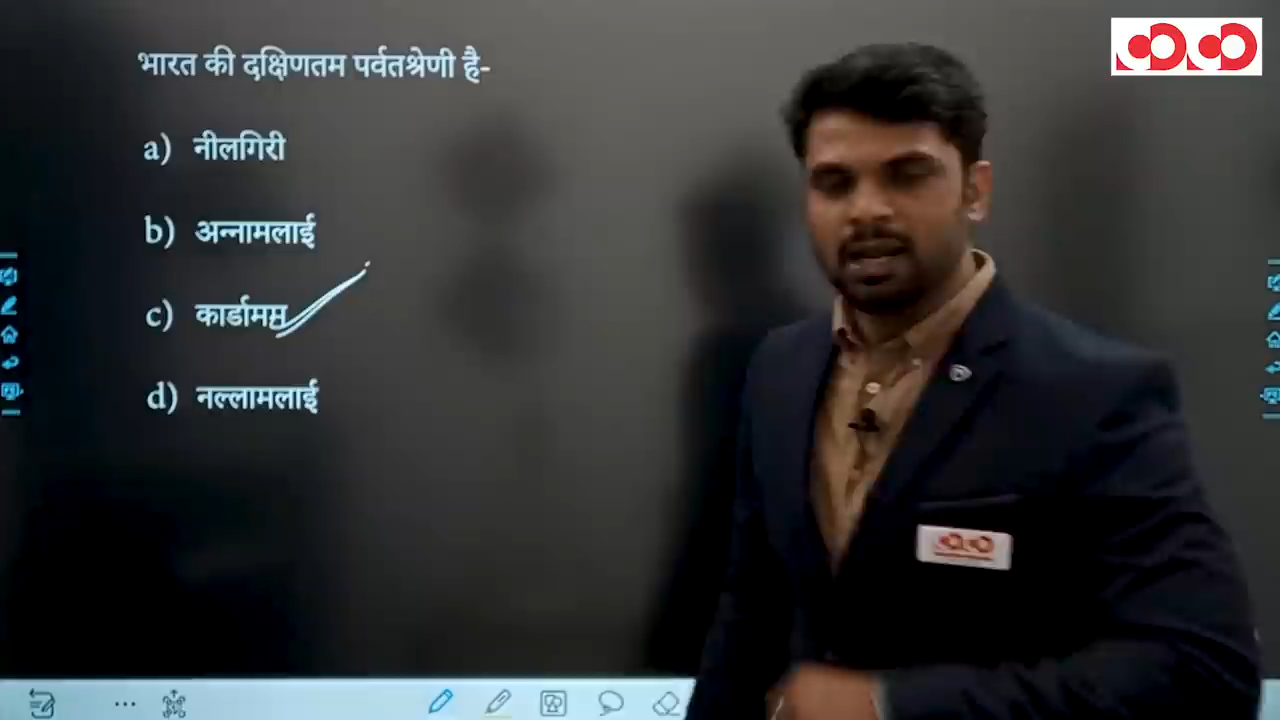 भारत की दक्षिणतम पर्वतश्रेणी है-
a) नीलगिरी
b) अन्नामलाई
c) कार्डामम
d) नल्लामलाई